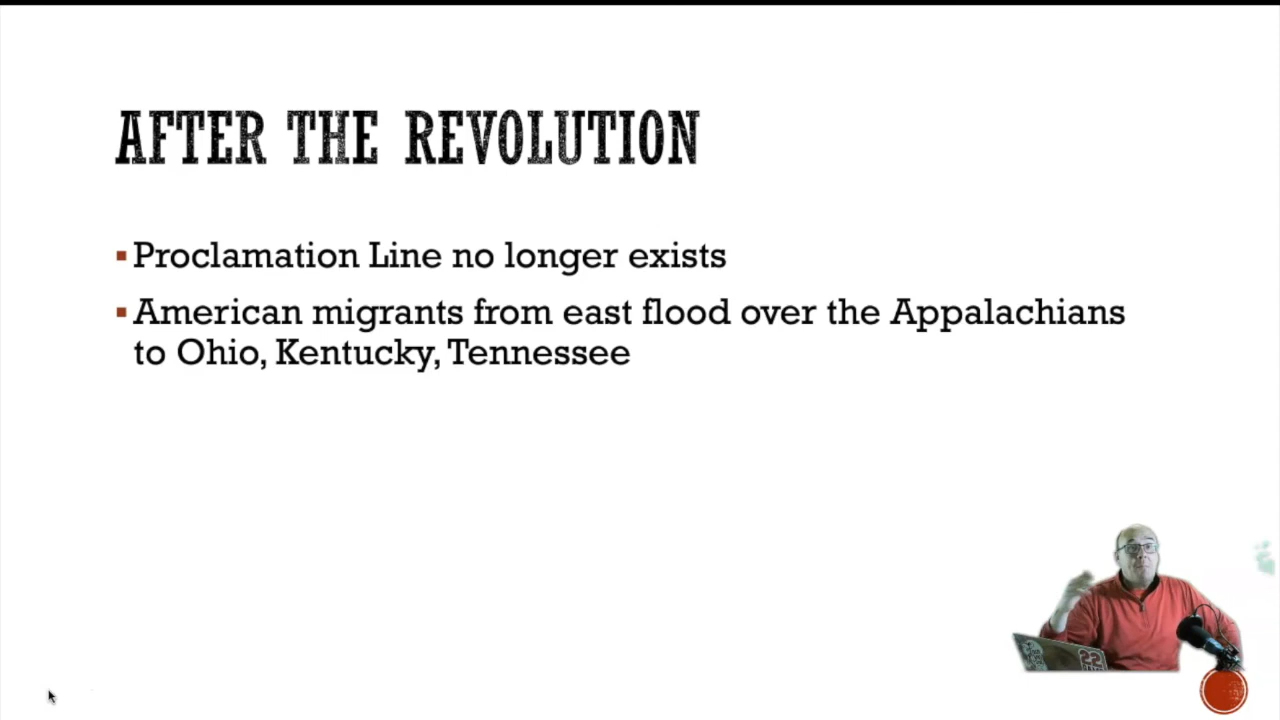 AFTER THE REVOLUTION
Proclamation Line no longer exists
American migrants from east flood over the Appalachians
to Ohio, Kentucky, Tennessee
22